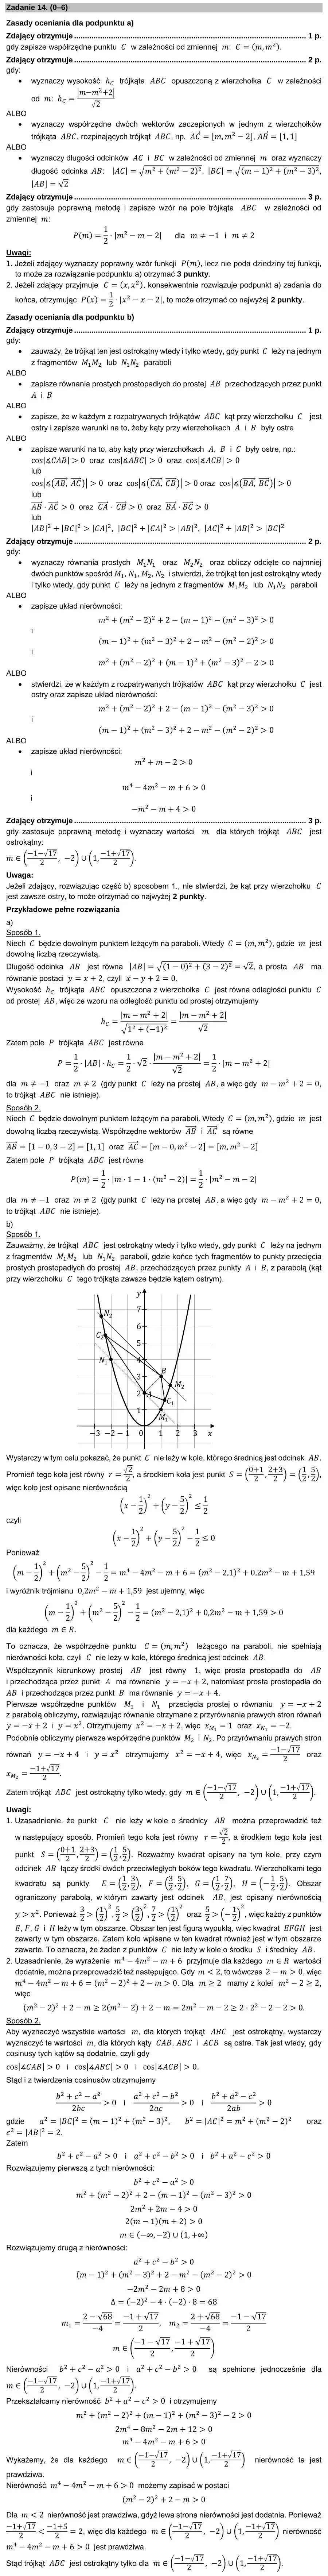 Zadanie 14. (0–6)
Zasady oceniania dla podpunktu a)
Zdający otrzymuje ........ 1 p.
gdy zapisze współrzędne punktu C w zależności od zmiennej m: C = (m, m²).
Zdający otrzymuje ........ 2 p.
gdy:
• wyznaczy wysokość h_C trójkąta ABC opuszczoną z wierzchołka C w zależności
od m: h_C = |m−m²+2|/√2
ALBO
• wyznaczy współrzędne dwóch wektorów zaczepionych w jednym z wierzchołków
trójkąta ABC, rozpinających trójkąt ABC, np. AC⃗ = [m, m² − 2], AB⃗ = [1, 1]
ALBO
• wyznaczy długości odcinków AC i BC w zależności od zmiennej m oraz wyznaczy
długość odcinka AB: |AC| = √(m² + (m² − 2)²), |BC| = √((m − 1)² + (m² − 3)²),
|AB| = √2
Zdający otrzymuje ........ 3 p.
gdy zastosuje poprawną metodę i zapisze wzór na pole trójkąta ABC w zależności od
zmiennej m:
P(m) = 1/2 · |m² − m − 2| dla m ≠ −1 i m ≠ 2
Uwagi:
1. Jeżeli zdający wyznaczy poprawny wzór funkcji P(m), lecz nie poda dziedziny tej funkcji,
to może za rozwiązanie podpunktu a) otrzymać 3 punkty.
2. Jeżeli zdający przyjmuje C = (x, x²), konsekwentnie rozwiązuje podpunkt a) zadania do
końca, otrzymując P(x) = 1/2 · |x² − x − 2|, to może otrzymać co najwyżej 2 punkty.
Zasady oceniania dla podpunktu b)
Zdający otrzymuje ........ 1 p.
gdy:
• zauważy, że trójkąt ten jest ostrokątny wtedy i tylko wtedy, gdy punkt C leży na jednym
z fragmentów M₁M₂ lub N₁N₂ paraboli
ALBO
• zapisze równania prostych prostopadłych do prostej AB przechodzących przez punkt
A i B
ALBO
• zapisze, że w każdym z rozpatrywanych trójkątów ABC kąt przy wierzchołku C jest
ostry i zapisze warunki na to, żeby kąty przy wierzchołkach A i B były ostre
ALBO
• zapisze warunki na to, aby kąty przy wierzchołkach A, B i C były ostre, np.:
cos|∡CAB| > 0 oraz cos|∡ABC| > 0 oraz cos|∡ACB| > 0
lub
cos|∡(AB⃗, AC⃗)| > 0 oraz cos|∡(CA⃗, CB⃗)| > 0 oraz cos|∡(BA⃗, BC⃗)| > 0
lub
AB⃗ · AC⃗ > 0 oraz CA⃗ · CB⃗ > 0 oraz BA⃗ · BC⃗ > 0
lub
|AB|² + |BC|² > |CA|², |BC|² + |CA|² > |AB|², |AC|² + |AB|² > |BC|²
Zdający otrzymuje ........ 2 p.
gdy:
• wyznaczy równania prostych M₁N₁ oraz M₂N₂ oraz obliczy odcięte co najmniej
dwóch punktów spośród M₁, N₁, M₂, N₂ i stwierdzi, że trójkąt ten jest ostrokątny wtedy
i tylko wtedy, gdy punkt C leży na jednym z fragmentów M₁M₂ lub N₁N₂ paraboli
ALBO
• zapisze układ nierówności:
m² + (m² − 2)² + 2 − (m − 1)² − (m² − 3)² > 0
i
(m − 1)² + (m² − 3)² + 2 − m² − (m² − 2)² > 0
i
m² + (m² − 2)² + (m − 1)² + (m² − 3)² − 2 > 0
ALBO
• stwierdzi, że w każdym z rozpatrywanych trójkątów ABC kąt przy wierzchołku C jest
ostry oraz zapisze układ nierówności:
m² + (m² − 2)² + 2 − (m − 1)² − (m² − 3)² > 0
i
(m − 1)² + (m² − 3)² + 2 − m² − (m² − 2)² > 0
ALBO
• zapisze układ nierówności:
m² + m − 2 > 0
i
m⁴ − 4m² − m + 6 > 0
i
−m² − m + 4 > 0
Zdający otrzymuje ........ 3 p.
gdy zastosuje poprawną metodę i wyznaczy wartości m dla których trójkąt ABC jest
ostrokątny:
m ∈ ((−1−√17)/2, −2) ∪ (1, (−1+√17)/2).
Uwaga:
Jeżeli zdający, rozwiązując część b) sposobem 1., nie stwierdzi, że kąt przy wierzchołku C
jest zawsze ostry, to może otrzymać co najwyżej 2 punkty.
Przykładowe pełne rozwiązania
a)
Sposób 1.
Niech C będzie dowolnym punktem leżącym na paraboli. Wtedy C = (m, m²), gdzie m jest
dowolną liczbą rzeczywistą.
Długość odcinka AB jest równa |AB| = √((1 − 0)² + (3 − 2)²) = √2, a prosta AB ma
równanie postaci y = x + 2, czyli x − y + 2 = 0.
Wysokość h_C trójkąta ABC opuszczona z wierzchołka C jest równa odległości punktu C
od prostej AB, więc ze wzoru na odległość punktu od prostej otrzymujemy
h_C = |m − m² + 2|/√(1² + (−1)²) = |m − m² + 2|/√2
Zatem pole P trójkąta ABC jest równe
P = 1/2 · |AB| · h_C = 1/2 · √2 · |m − m² + 2|/√2 = 1/2 · |m − m² + 2|
dla m ≠ −1 oraz m ≠ 2 (gdy punkt C leży na prostej AB, a więc gdy m − m² + 2 = 0,
to trójkąt ABC nie istnieje).
Sposób 2.
Niech C będzie dowolnym punktem leżącym na paraboli. Wtedy C = (m, m²), gdzie m jest
dowolną liczbą rzeczywistą. Współrzędne wektorów AB⃗ i AC⃗ są równe
AB⃗ = [1 − 0, 3 − 2] = [1, 1] oraz AC⃗ = [m − 0, m² − 2] = [m, m² − 2]
Zatem pole P trójkąta ABC jest równe
P(m) = 1/2 · |m · 1 − 1 · (m² − 2)| = 1/2 · |m² − m − 2|
dla m ≠ −1 oraz m ≠ 2 (gdy punkt C leży na prostej AB, a więc gdy m − m² + 2 = 0,
to trójkąt ABC nie istnieje).
b)
Sposób 1.
Zauważmy, że trójkąt ABC jest ostrokątny wtedy i tylko wtedy, gdy punkt C leży na jednym
z fragmentów M₁M₂ lub N₁N₂ paraboli, gdzie końce tych fragmentów to punkty przecięcia
prostych prostopadłych do prostej AB, przechodzących przez punkty A i B, z parabolą (kąt
przy wierzchołku C tego trójkąta zawsze będzie kątem ostrym).
y
7
N₂
6
C₂
5
N₁
4
3
B
M₂
2
A
C₁
1
M₁
−3 −2 −1 0 1 2 3 x
Wystarczy w tym celu pokazać, że punkt C nie leży w kole, którego średnicą jest odcinek AB.
Promień tego koła jest równy r = √2/2, a środkiem koła jest punkt S = ((0+1)/2, (2+3)/2) = (1/2, 5/2),
więc koło jest opisane nierównością
(x − 1/2)² + (y − 5/2)² ≤ 1/2
czyli
(x − 1/2)² + (y − 5/2)² − 1/2 ≤ 0
Ponieważ
(m − 1/2)² + (m² − 5/2)² − 1/2 = m⁴ − 4m² − m + 6 = (m² − 2,1)² + 0,2m² − m + 1,59
i wyróżnik trójmianu 0,2m² − m + 1,59 jest ujemny, więc
(m − 1/2)² + (m² − 5/2)² − 1/2 = (m² − 2,1)² + 0,2m² − m + 1,59 > 0
dla każdego m ∈ R.
To oznacza, że współrzędne punktu C = (m, m²) leżącego na paraboli, nie spełniają
nierówności koła, czyli C nie leży w kole, którego średnicą jest odcinek AB.
Współczynnik kierunkowy prostej AB jest równy 1, więc prosta prostopadła do AB
i przechodząca przez punkt A ma równanie y = −x + 2, natomiast prosta prostopadła do
AB i przechodząca przez punkt B ma równanie y = −x + 4.
Pierwsze współrzędne punktów M₁ i N₁ przecięcia prostej o równaniu y = −x + 2
z parabolą obliczymy, rozwiązując równanie otrzymane z przyrównania prawych stron równań
y = −x + 2 i y = x². Otrzymujemy x² = −x + 2, więc x_M₁ = 1 oraz x_N₁ = −2.
Podobnie obliczymy pierwsze współrzędne punktów M₂ i N₂. Po przyrównaniu prawych stron
równań y = −x + 4 i y = x² otrzymujemy x² = −x + 4, więc x_N₂ = (−1−√17)/2 oraz
x_M₂ = (−1+√17)/2.
Zatem trójkąt ABC jest ostrokątny tylko wtedy, gdy m ∈ ((−1−√17)/2, −2) ∪ (1, (−1+√17)/2).
Uwagi:
1. Uzasadnienie, że punkt C nie leży w kole o średnicy AB można przeprowadzić też
w następujący sposób. Promień tego koła jest równy r = √2/2, a środkiem tego koła jest
punkt S = ((0+1)/2, (2+3)/2) = (1/2, 5/2). Rozważmy kwadrat opisany na tym kole, przy czym
odcinek AB łączy środki dwóch przeciwległych boków tego kwadratu. Wierzchołkami tego
kwadratu są punkty E = (1/2, 3/2), F = (3/2, 5/2), G = (1/2, 7/2), H = (−1/2, 5/2). Obszar
ograniczony parabolą, w którym zawarty jest odcinek AB, jest opisany nierównością
y > x². Ponieważ 3/2 > (1/2)², 5/2 > (3/2)², 7/2 > (1/2)² oraz 5/2 > (−1/2)², więc każdy z punktów
E, F, G i H leży w tym obszarze. Obszar ten jest figurą wypukłą, więc kwadrat EFGH jest
zawarty w tym obszarze. Zatem koło wpisane w ten kwadrat również jest w tym obszarze
zawarte. To oznacza, że żaden z punktów C nie leży w kole o środku S i średnicy AB.
2. Uzasadnienie, że wyrażenie m⁴ − 4m² − m + 6 przyjmuje dla każdego m ∈ R wartości
dodatnie, można przeprowadzić też następująco. Gdy m < 2, to wówczas 2 − m > 0, więc
m⁴ − 4m² − m + 6 = (m² − 2)² + 2 − m > 0. Dla m ≥ 2 mamy z kolei m² − 2 ≥ 2,
więc
(m² − 2)² + 2 − m ≥ 2(m² − 2) + 2 − m = 2m² − m − 2 ≥ 2 · 2² − 2 − 2 > 0.
Sposób 2.
Aby wyznaczyć wszystkie wartości m, dla których trójkąt ABC jest ostrokątny, wystarczy
wyznaczyć te wartości m, dla których kąty CAB, ABC i ACB są ostre. Tak jest wtedy, gdy
cosinusy tych kątów są dodatnie, czyli gdy
cos|∡CAB| > 0 i cos|∡ABC| > 0 i cos|∡ACB| > 0.
Stąd i z twierdzenia cosinusów otrzymujemy
(b² + c² − a²)/2bc > 0 i (a² + c² − b²)/2ac > 0 i (b² + a² − c²)/2ab > 0
gdzie a² = |BC|² = (m − 1)² + (m² − 3)², b² = |AC|² = m² + (m² − 2)² oraz
c² = |AB|² = 2.
Zatem
b² + c² − a² > 0 i a² + c² − b² > 0 i b² + a² − c² > 0
Rozwiązujemy pierwszą z tych nierówności:
b² + c² − a² > 0
m² + (m² − 2)² + 2 − (m − 1)² − (m² − 3)² > 0
2m² + 2m − 4 > 0
2(m − 1)(m + 2) > 0
m ∈ (−∞, −2) ∪ (1, +∞)
Rozwiązujemy drugą z nierówności:
a² + c² − b² > 0
(m − 1)² + (m² − 3)² + 2 − m² − (m² − 2)² > 0
−2m² − 2m + 8 > 0
Δ = (−2)² − 4 · (−2) · 8 = 68
m₁ = (2 − √68)/−4 = (−1 + √17)/2, m₂ = (2 + √68)/−4 = (−1 − √17)/2
m ∈ ((−1 − √17)/2, (−1 + √17)/2)
Nierówności b² + c² − a² > 0 i a² + c² − b² > 0 są spełnione jednocześnie dla
m ∈ ((−1−√17)/2, −2) ∪ (1, (−1+√17)/2).
Przekształcamy nierówność b² + a² − c² > 0 i otrzymujemy
m² + (m² − 2)² + (m − 1)² + (m² − 3)² − 2 > 0
2m⁴ − 8m² − 2m + 12 > 0
m⁴ − 4m² − m + 6 > 0
Wykażemy, że dla każdego m ∈ ((−1−√17)/2, −2) ∪ (1, (−1+√17)/2) nierówność ta jest
prawdziwa.
Nierówność m⁴ − 4m² − m + 6 > 0 możemy zapisać w postaci
(m² − 2)² + 2 − m > 0
Dla m < 2 nierówność jest prawdziwa, gdyż lewa strona nierówności jest dodatnia. Ponieważ
(−1+√17)/2 < (−1+5)/2 = 2, więc dla każdego m ∈ ((−1−√17)/2, −2) ∪ (1, (−1+√17)/2) nierówność
m⁴ − 4m² − m + 6 > 0 jest prawdziwa.
Stąd trójkąt ABC jest ostrokątny tylko dla m ∈ ((−1−√17)/2, −2) ∪ (1, (−1+√17)/2).